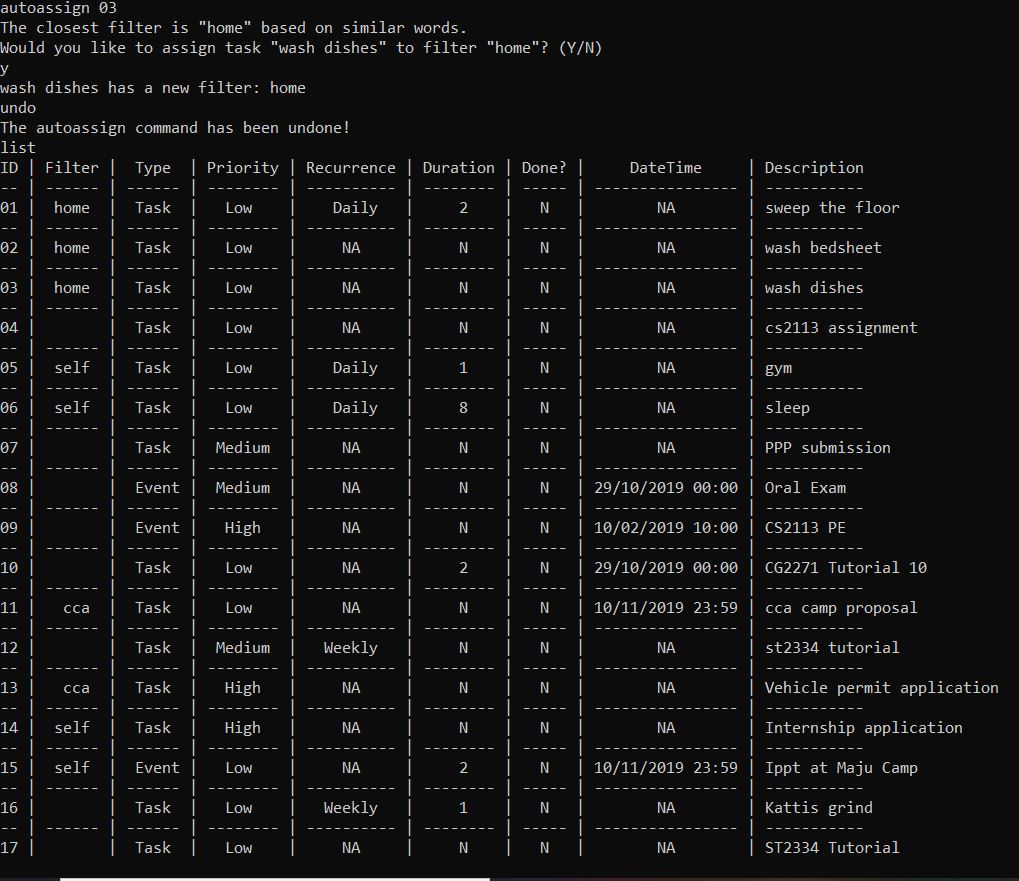 autoassign 03
The closest filter is "home" based on similar words.
Would you like to assign task "wash dishes" to filter "home"? (Y/N)
y
wash dishes has a new filter: home
undo
The autoassign command has been undone!
list
ID | Filter |  Type  | Priority | Recurrence | Duration | Done? |     DateTime     | Description
-- | ------ | ------ | -------- | ---------- | -------- | ----- | ---------------- | -----------
01 |  home  |  Task  |  Low     |   Daily    |    2     |   N   |        NA        | sweep the floor
-- | ------ | ------ | -------- | ---------- | -------- | ----- | ---------------- | -----------
02 |  home  |  Task  |  Low     |    NA      |    N     |   N   |        NA        | wash bedsheet
-- | ------ | ------ | -------- | ---------- | -------- | ----- | ---------------- | -----------
03 |  home  |  Task  |  Low     |    NA      |    N     |   N   |        NA        | wash dishes
-- | ------ | ------ | -------- | ---------- | -------- | ----- | ---------------- | -----------
04 |        |  Task  |  Low     |    NA      |    N     |   N   |        NA        | cs2113 assignment
-- | ------ | ------ | -------- | ---------- | -------- | ----- | ---------------- | -----------
05 |  self  |  Task  |  Low     |   Daily    |    1     |   N   |        NA        | gym
-- | ------ | ------ | -------- | ---------- | -------- | ----- | ---------------- | -----------
06 |  self  |  Task  |  Low     |   Daily    |    8     |   N   |        NA        | sleep
-- | ------ | ------ | -------- | ---------- | -------- | ----- | ---------------- | -----------
07 |        |  Task  | Medium   |    NA      |    N     |   N   |        NA        | PPP submission
-- | ------ | ------ | -------- | ---------- | -------- | ----- | ---------------- | -----------
08 |        |  Event | Medium   |    NA      |    N     |   N   | 29/10/2019 00:00 | Oral Exam
-- | ------ | ------ | -------- | ---------- | -------- | ----- | ---------------- | -----------
09 |        |  Event |  High    |    NA      |    N     |   N   | 10/02/2019 10:00 | CS2113 PE
-- | ------ | ------ | -------- | ---------- | -------- | ----- | ---------------- | -----------
10 |        |  Task  |  Low     |    NA      |    2     |   N   | 29/10/2019 00:00 | CG2271 Tutorial 10
-- | ------ | ------ | -------- | ---------- | -------- | ----- | ---------------- | -----------
11 |   cca  |  Task  |  Low     |    NA      |    N     |   N   | 10/11/2019 23:59 | cca camp proposal
-- | ------ | ------ | -------- | ---------- | -------- | ----- | ---------------- | -----------
12 |        |  Task  | Medium   |  Weekly    |    N     |   N   |        NA        | st2334 tutorial
-- | ------ | ------ | -------- | ---------- | -------- | ----- | ---------------- | -----------
13 |   cca  |  Task  |  High    |    NA      |    N     |   N   |        NA        | Vehicle permit application
-- | ------ | ------ | -------- | ---------- | -------- | ----- | ---------------- | -----------
14 |  self  |  Task  |  High    |    NA      |    N     |   N   |        NA        | Internship application
-- | ------ | ------ | -------- | ---------- | -------- | ----- | ---------------- | -----------
15 |  self  |  Event |  Low     |    NA      |    2     |   N   | 10/11/2019 23:59 | Ippt at Maju Camp
-- | ------ | ------ | -------- | ---------- | -------- | ----- | ---------------- | -----------
16 |        |  Task  |  Low     |  Weekly    |    1     |   N   |        NA        | Kattis grind
-- | ------ | ------ | -------- | ---------- | -------- | ----- | ---------------- | -----------
17 |        |  Task  |  Low     |    NA      |    N     |   N   |        NA        | ST2334 Tutorial